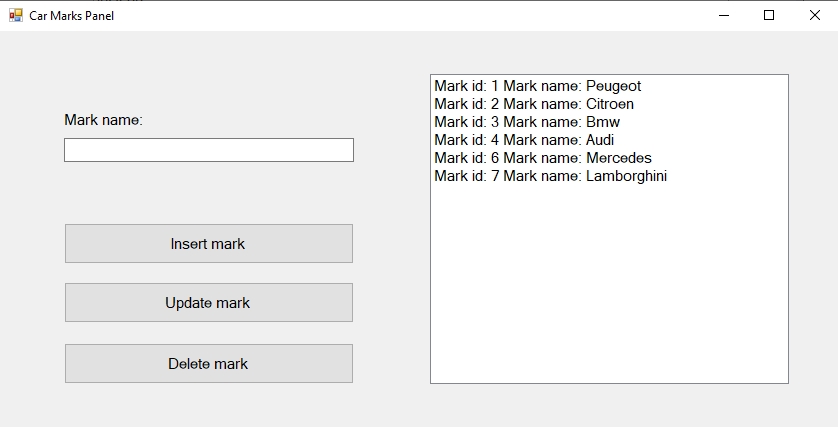 Car Marks Panel
Mark name:
Insert mark
Update mark
Delete mark
Mark id: 1 Mark name: Peugeot
Mark id: 2 Mark name: Citroen
Mark id: 3 Mark name: Bmw
Mark id: 4 Mark name: Audi
Mark id: 6 Mark name: Mercedes
Mark id: 7 Mark name: Lamborghini